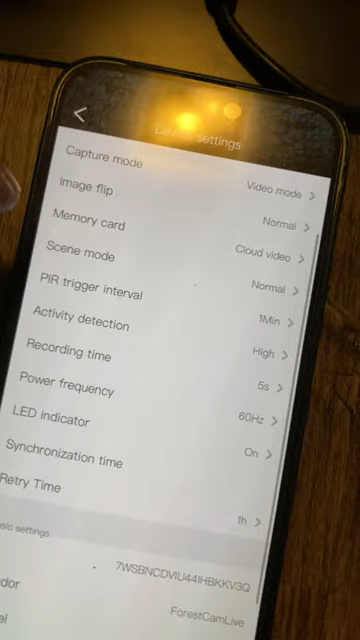 Device settings
Capture mode Video mode
Image flip Normal
Memory card Cloud video
Scene mode Normal
PIR trigger interval 1Min
Activity detection High
Recording time 5s
Power frequency 60Hz
LED indicator On
Synchronization time
Retry Time 1h
settings
7WSBNCDVIU44IHBKKV3Q
ForestCamLive